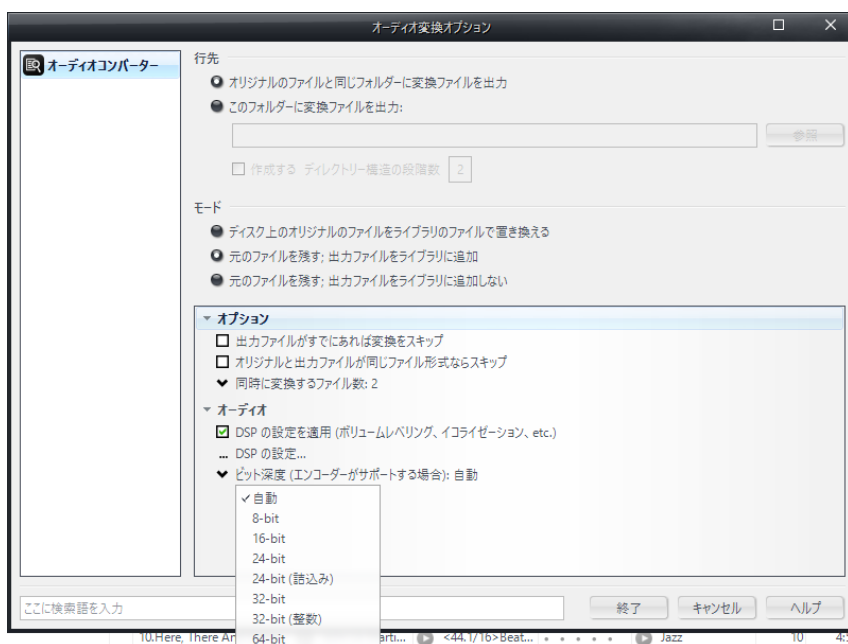 オーディオ変換オプション
オーディオコンバーター
行先
オリジナルのファイルと同じフォルダーに変換ファイルを出力
このフォルダーに変換ファイルを出力:
参照
作成する ディレクトリー構造の段階数 2
モード
ディスク上のオリジナルのファイルをライブラリのファイルで置き換える
元のファイルを残す; 出力ファイルをライブラリに追加
元のファイルを残す; 出力ファイルをライブラリに追加しない
オプション
出力ファイルがすでにあれば変換をスキップ
オリジナルと出力ファイルが同じファイル形式ならスキップ
同時に変換するファイル数: 2
オーディオ
DSP の設定を適用 (ボリュームレベリング、イコライゼーション、etc.)
... DSP の設定...
ビット深度 (エンコーダーがサポートする場合): 自動
自動
8-bit
16-bit
24-bit
24-bit (詰込み)
32-bit
32-bit (整数)
64-bit
ここに検索語を入力
終了 キャンセル ヘルプ
10.Here, There <44.1/16>Beat... Jazz 10